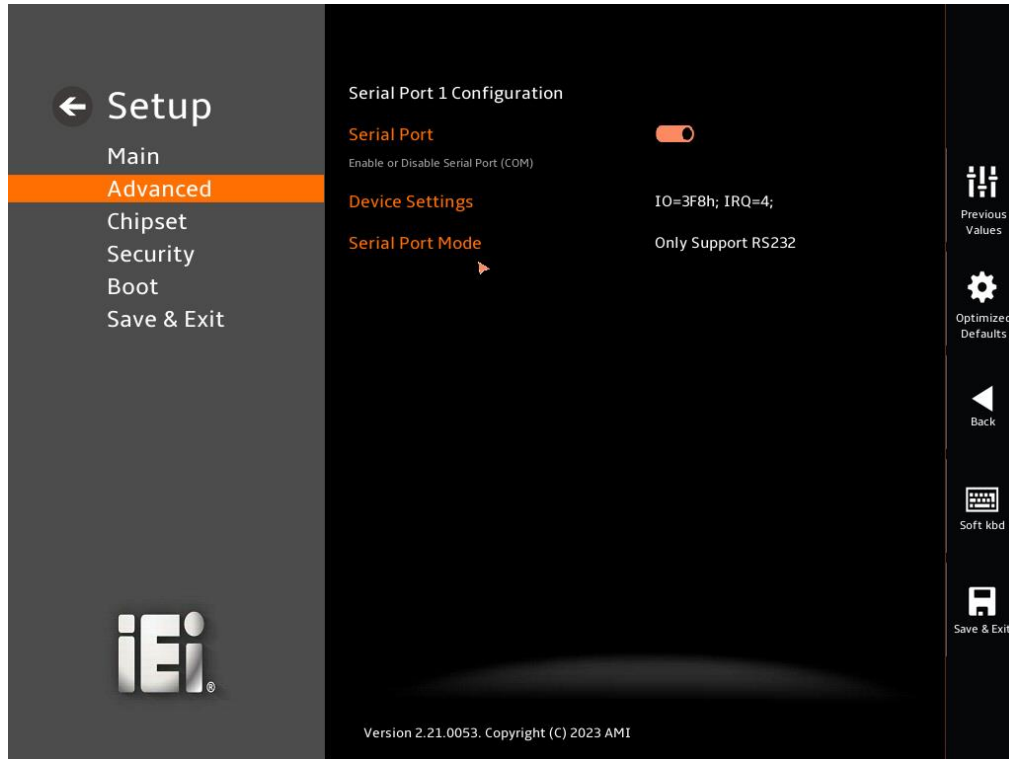 Setup
Main
Advanced
Chipset
Security
Boot
Save & Exit
iEi®
Serial Port 1 Configuration
Serial Port
Enable or Disable Serial Port (COM)
Device Settings IO=3F8h; IRQ=4;
Serial Port Mode Only Support RS232
Version 2.21.0053. Copyright (C) 2023 AMI
Previous
Values
Optimized
Defaults
Back
Soft kbd
Save & Exit